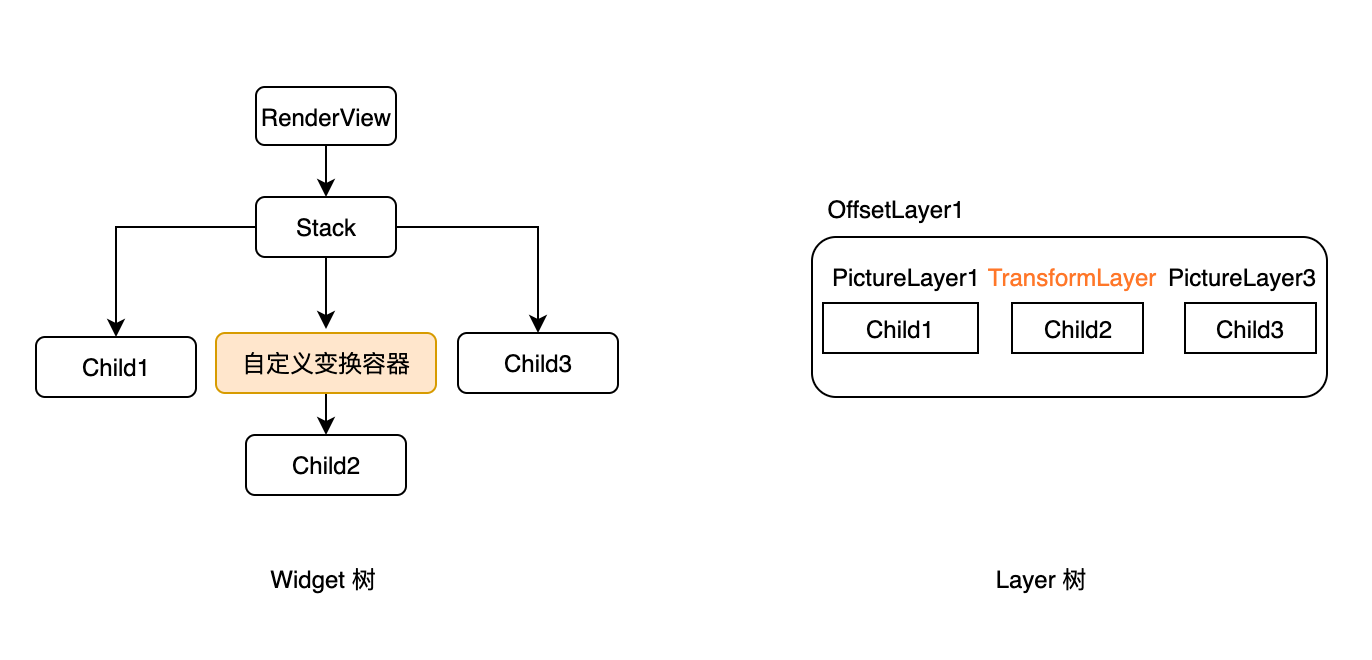 RenderView
Stack
Child1
自定义变换容器
Child3
Child2
Widget 树
OffsetLayer1
PictureLayer1
TransformLayer
PictureLayer3
Child1
Child2
Child3
Layer 树